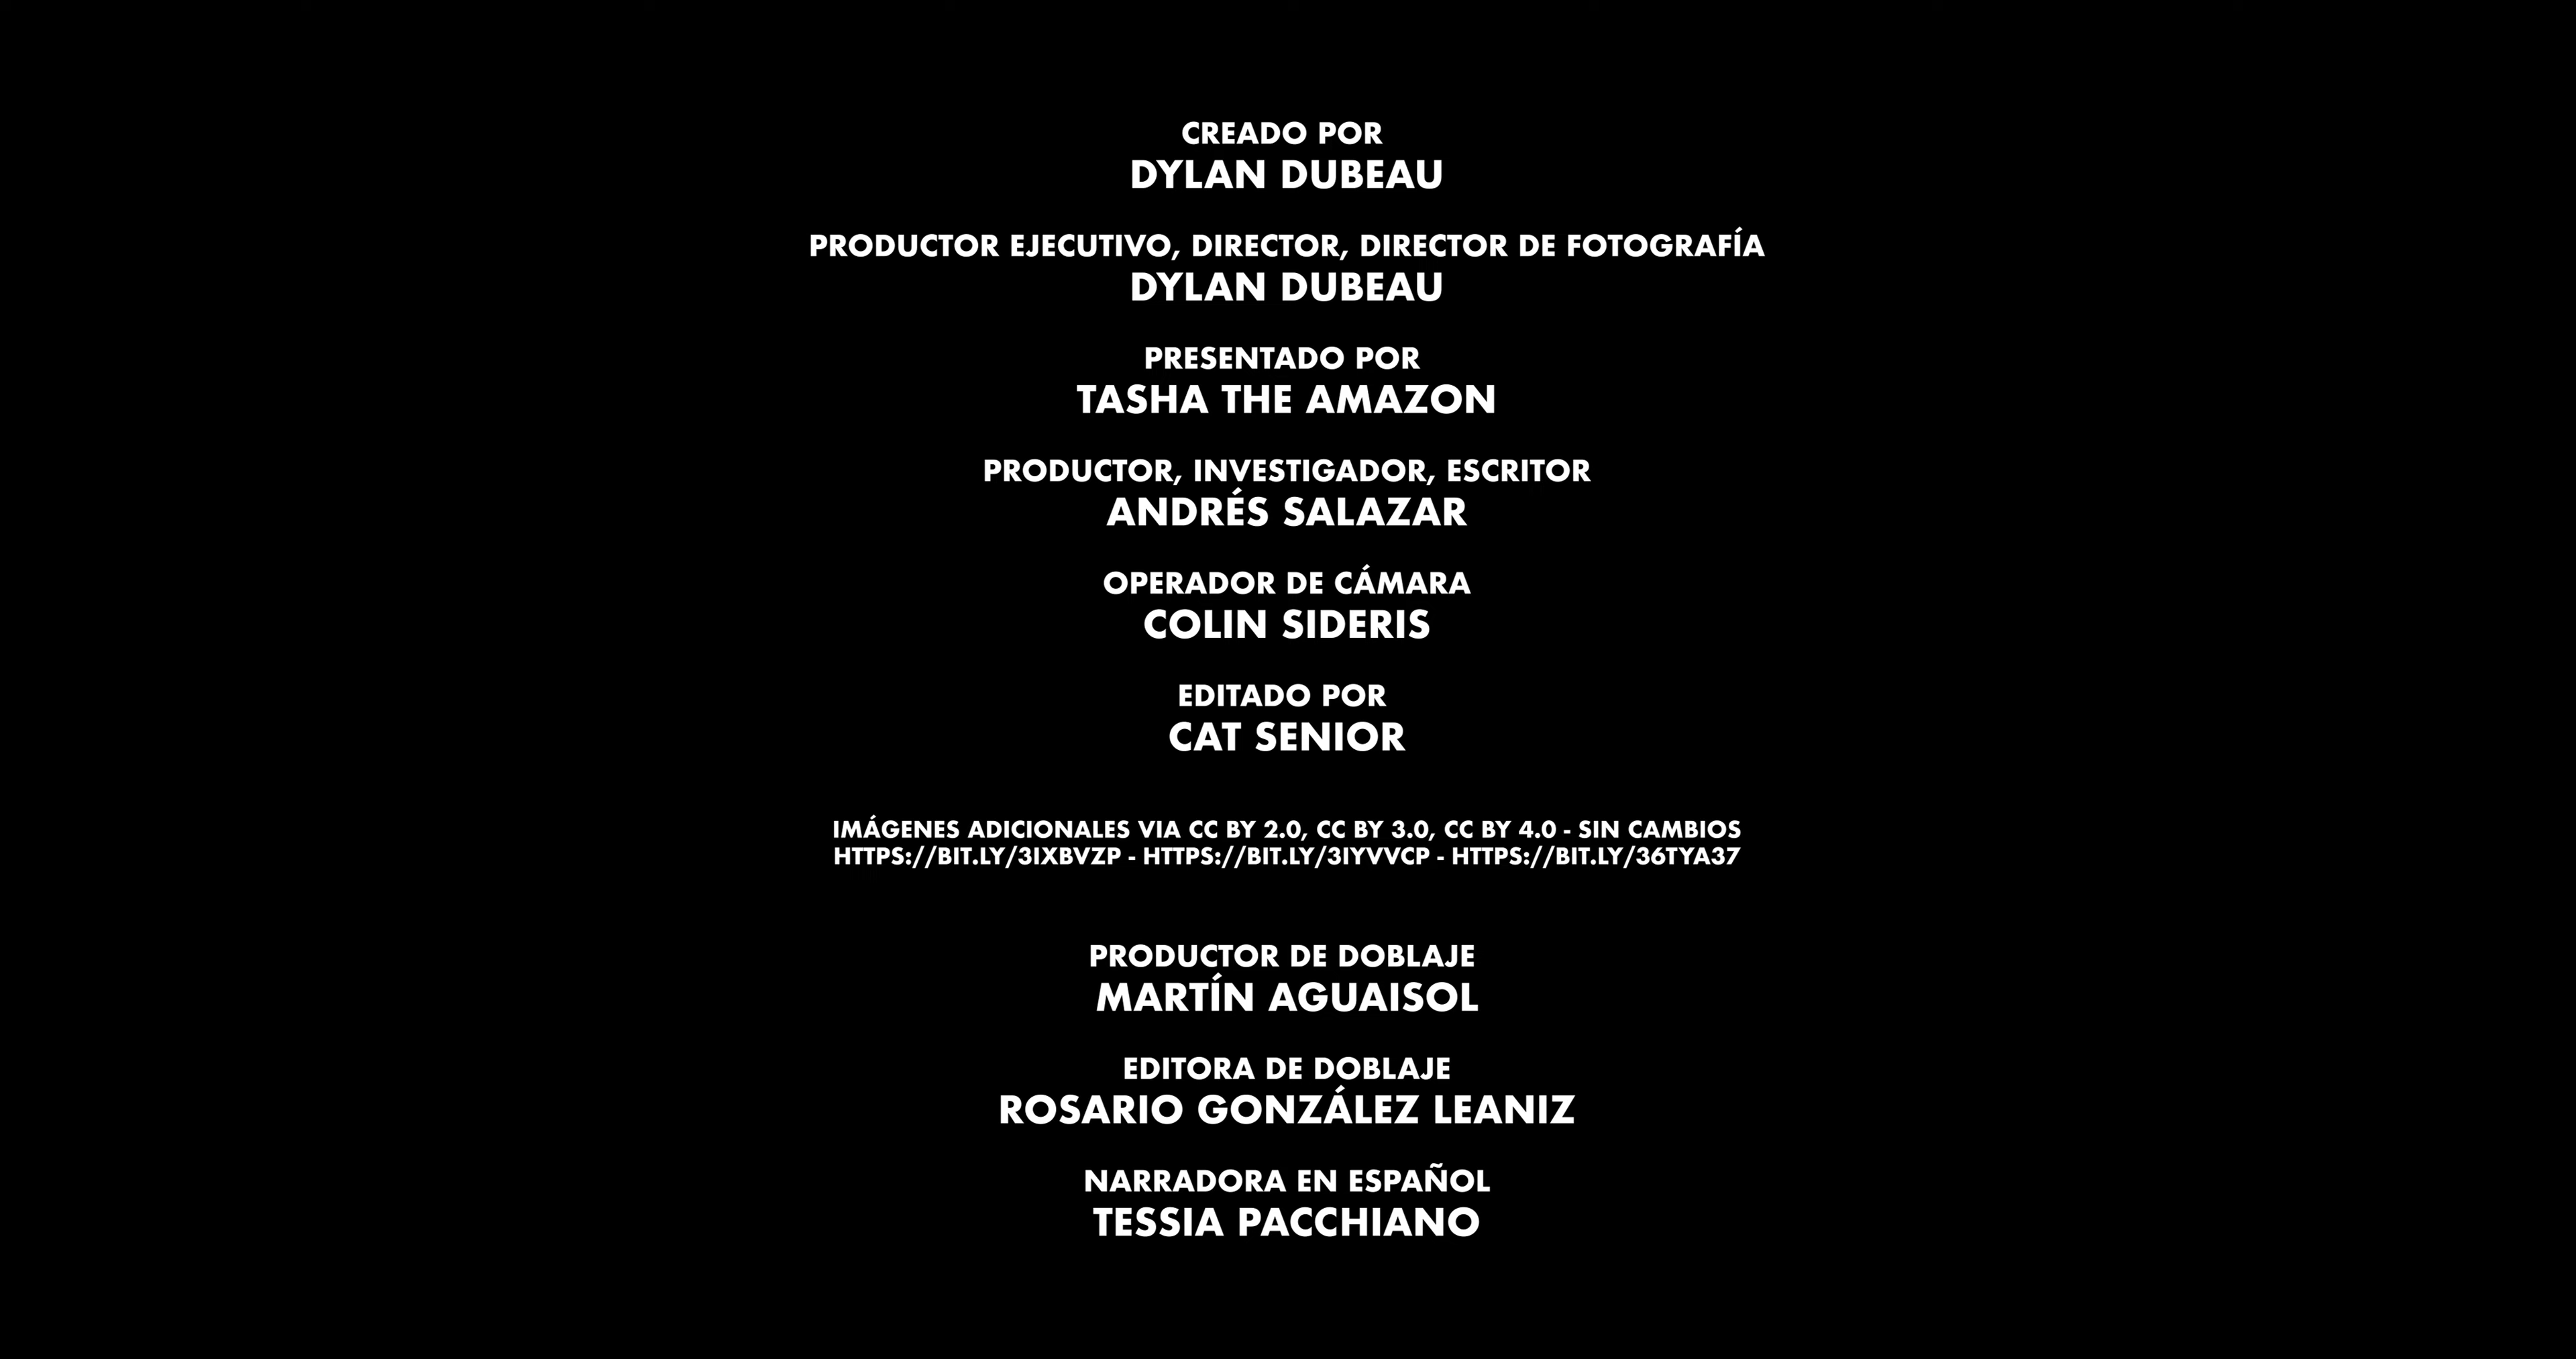 CREADO POR
DYLAN DUBEAU
PRODUCTOR EJECUTIVO, DIRECTOR, DIRECTOR DE FOTOGRAFÍA
DYLAN DUBEAU
PRESENTADO POR
TASHA THE AMAZON
PRODUCTOR, INVESTIGADOR, ESCRITOR
ANDRÉS SALAZAR
OPERADOR DE CÁMARA
COLIN SIDERIS
EDITADO POR
CAT SENIOR
IMÁGENES ADICIONALES VIA CC BY 2.0, CC BY 3.0, CC BY 4.0 - SIN CAMBIOS
HTTPS://BIT.LY/3IXBVZP - HTTPS://BIT.LY/3IYVVCP - HTTPS://BIT.LY/36TYA37
PRODUCTOR DE DOBLAJE
MARTÍN AGUAISOL
EDITORA DE DOBLAJE
ROSARIO GONZÁLEZ LEANIZ
NARRADORA EN ESPAÑOL
TESSIA PACCHIANO